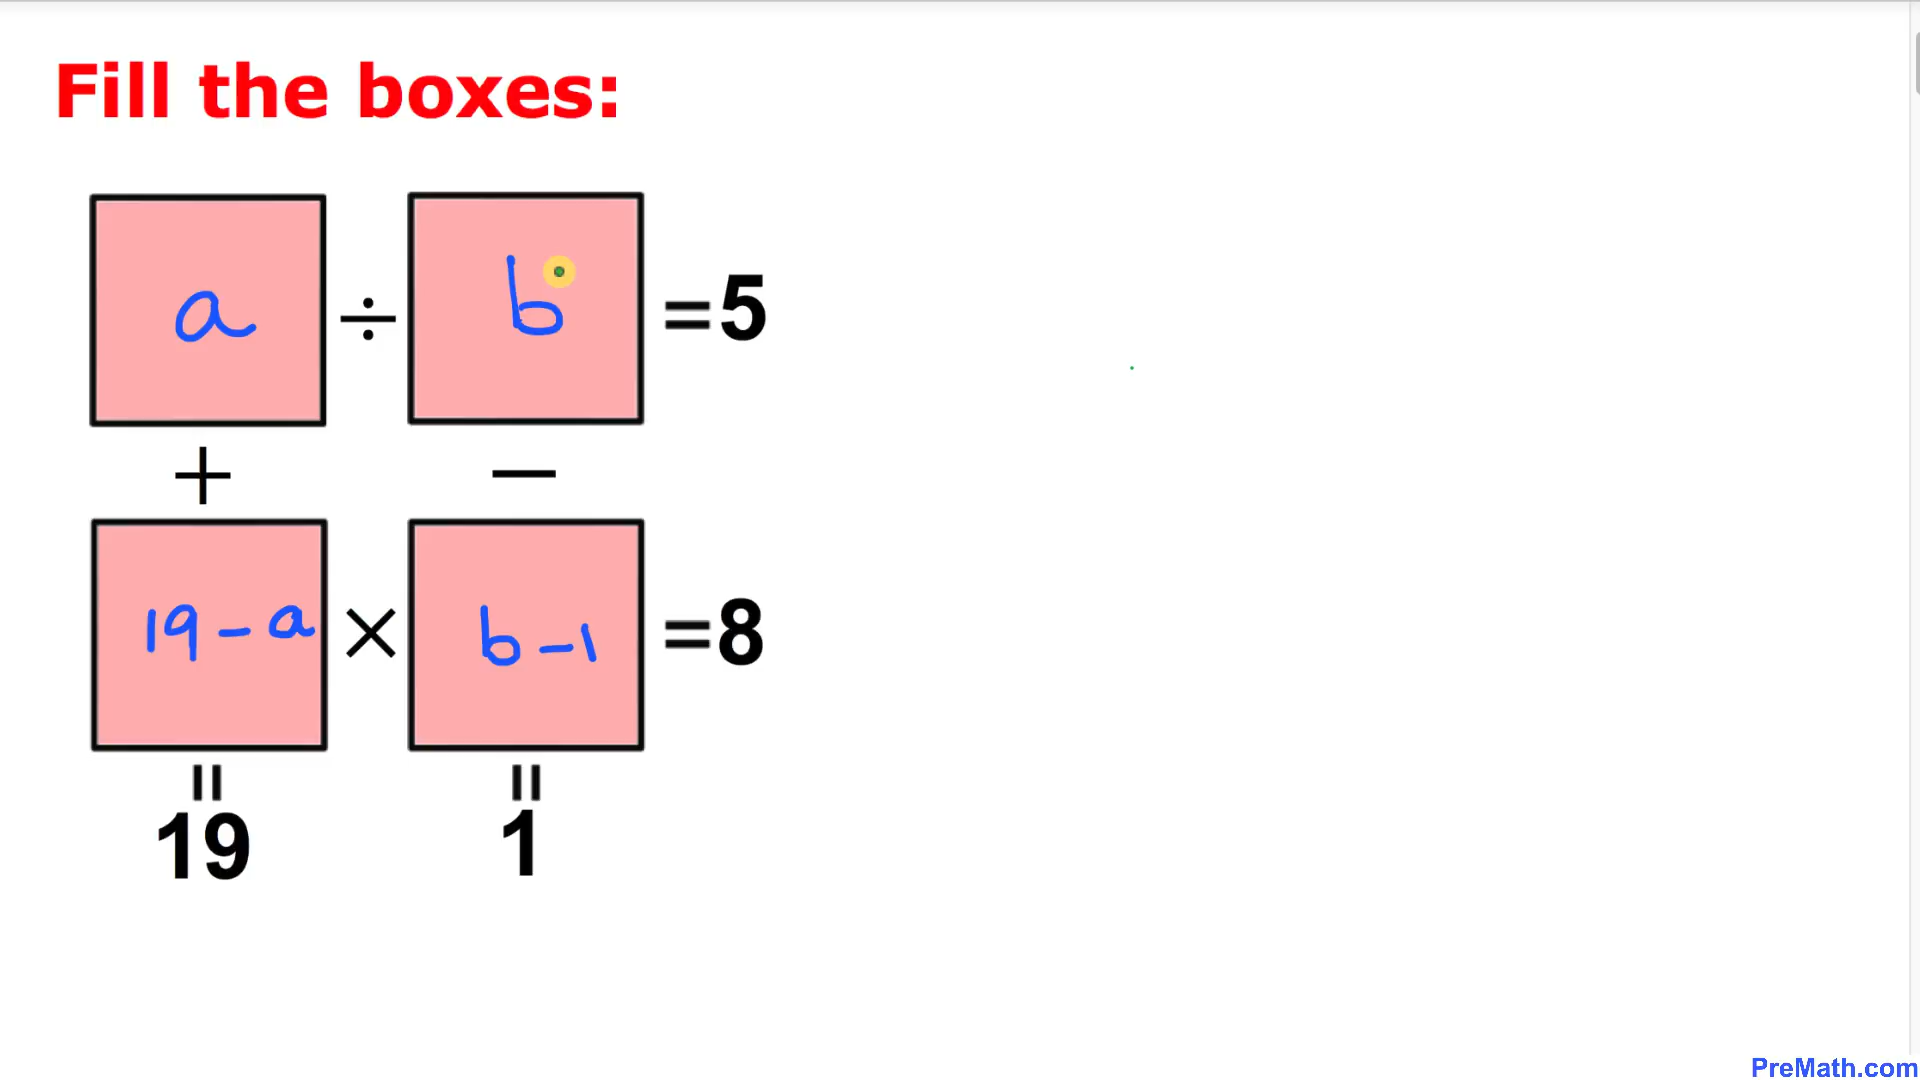 Fill the boxes:
a ÷ b = 5
+ −
19 - a × b - 1 = 8
= =
19 1
PreMath.com